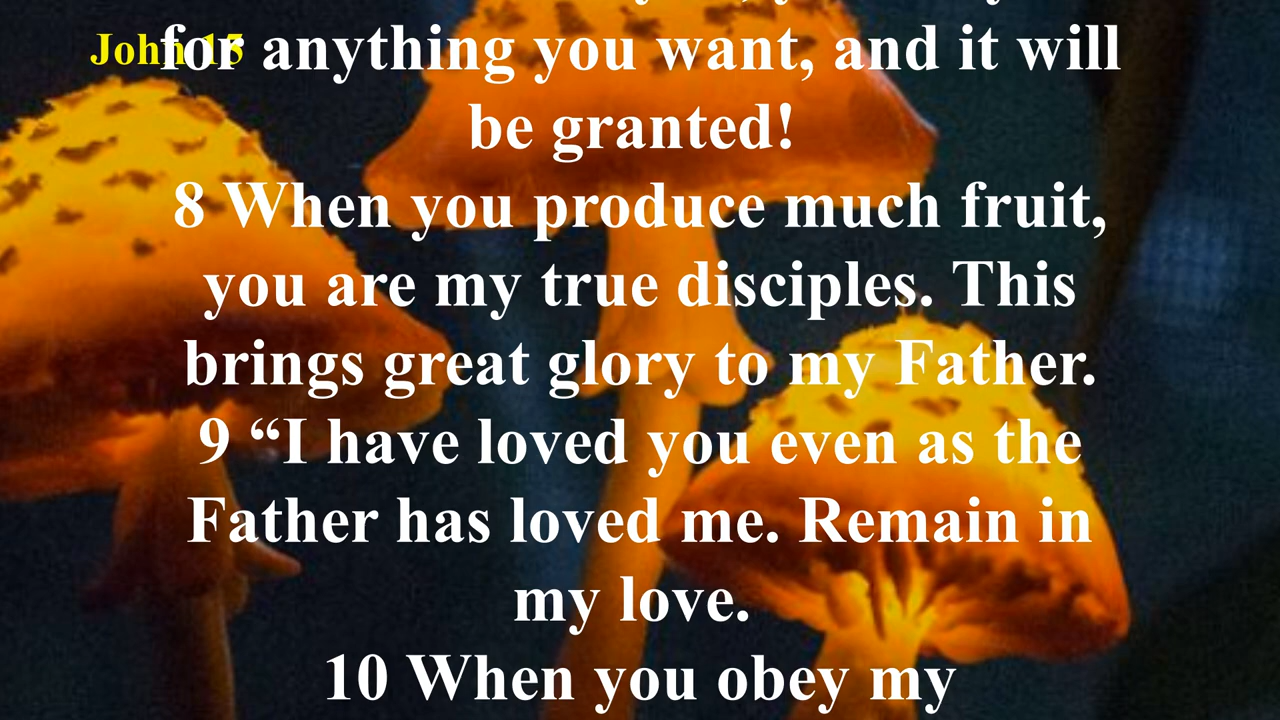 John 15
for anything you want, and it will
be granted!
8 When you produce much fruit,
you are my true disciples. This
brings great glory to my Father.
9 “I have loved you even as the
Father has loved me. Remain in
my love.
10 When you obey my